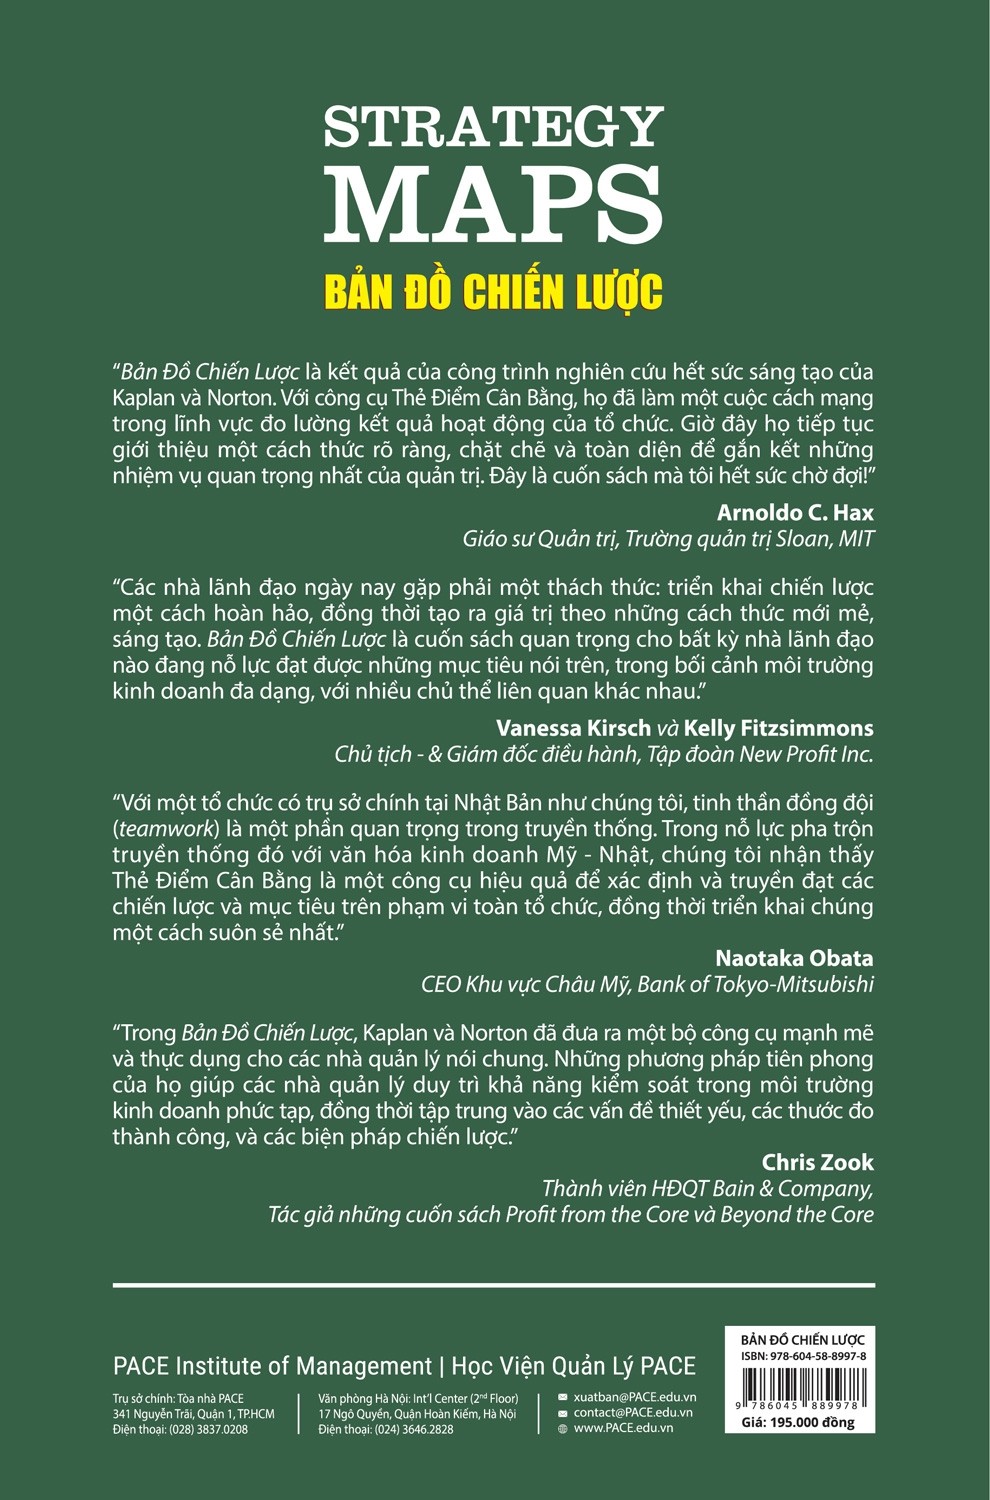 STRATEGY
MAPS
BẢN ĐỒ CHIẾN LƯỢC
“Bản Đồ Chiến Lược là kết quả của công trình nghiên cứu hết sức sáng tạo của
Kaplan và Norton. Với công cụ Thẻ Điểm Cân Bằng, họ đã làm một cuộc cách mạng
trong lĩnh vực đo lường kết quả hoạt động của tổ chức. Giờ đây họ tiếp tục
giới thiệu một cách thức rõ ràng, chặt chẽ và toàn diện để gắn kết những
nhiệm vụ quan trọng nhất của quản trị. Đây là cuốn sách mà tôi hết sức chờ đợi!”
Arnoldo C. Hax
Giáo sư Quản trị, Trường quản trị Sloan, MIT
“Các nhà lãnh đạo ngày nay gặp phải một thách thức: triển khai chiến lược
một cách hoàn hảo, đồng thời tạo ra giá trị theo những cách thức mới mẻ,
sáng tạo. Bản Đồ Chiến Lược là cuốn sách quan trọng cho bất kỳ nhà lãnh đạo
nào đang nỗ lực đạt được những mục tiêu nói trên, trong bối cảnh môi trường
kinh doanh đa dạng, với nhiều chủ thể liên quan khác nhau.”
Vanessa Kirsch và Kelly Fitzsimmons
Chủ tịch - & Giám đốc điều hành, Tập đoàn New Profit Inc.
“Với một tổ chức có trụ sở chính tại Nhật Bản như chúng tôi, tinh thần đồng đội
(teamwork) là một phần quan trọng trong truyền thống. Trong nỗ lực pha trộn
truyền thống đó với văn hóa kinh doanh Mỹ - Nhật, chúng tôi nhận thấy
Thẻ Điểm Cân Bằng là một công cụ hiệu quả để xác định và truyền đạt các
chiến lược và mục tiêu trên phạm vi toàn tổ chức, đồng thời triển khai chúng
một cách suôn sẻ nhất.”
Naotaka Obata
CEO Khu vực Châu Mỹ, Bank of Tokyo-Mitsubishi
“Trong Bản Đồ Chiến Lược, Kaplan và Norton đã đưa ra một bộ công cụ mạnh mẽ
và thực dụng cho các nhà quản lý nói chung. Những phương pháp tiên phong
của họ giúp các nhà quản lý duy trì khả năng kiểm soát trong môi trường
kinh doanh phức tạp, đồng thời tập trung vào các vấn đề thiết yếu, các thước đo
thành công, và các biện pháp chiến lược.”
Chris Zook
Thành viên HĐQT Bain & Company,
Tác giả những cuốn sách Profit from the Core và Beyond the Core
PACE Institute of Management | Học Viện Quản Lý PACE
Trụ sở chính: Tòa nhà PACE
341 Nguyễn Trãi, Quận 1, TP.HCM
Điện thoại: (028) 3837.0208
Văn phòng Hà Nội: Int'l Center (2nd Floor)
17 Ngô Quyền, Quận Hoàn Kiếm, Hà Nội
Điện thoại: (024) 3646.2828
xuatban@PACE.edu.vn
contact@PACE.edu.vn
www.PACE.edu.vn
BẢN ĐỒ CHIẾN LƯỢC
ISBN: 978-604-58-8997-8
9 786045 889978
Giá: 195.000 đồng